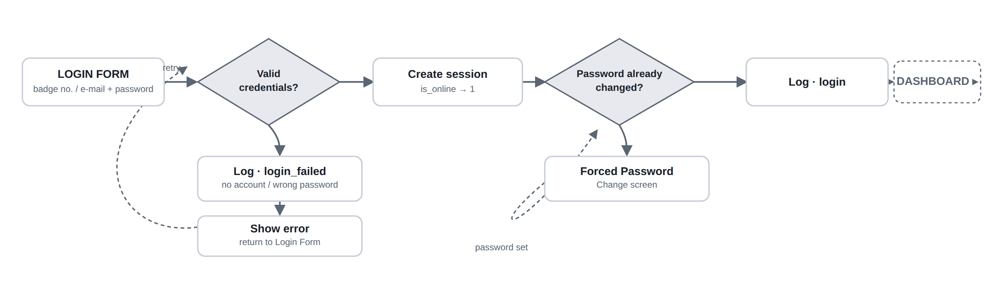 LOGIN FORM
badge no. / e-mail + password
retry
Valid
credentials?
Create session
is_online → 1
Password already
changed?
Log · login
DASHBOARD ▶
Log · login_failed
no account / wrong password
Forced Password
Change screen
Show error
return to Login Form
password set